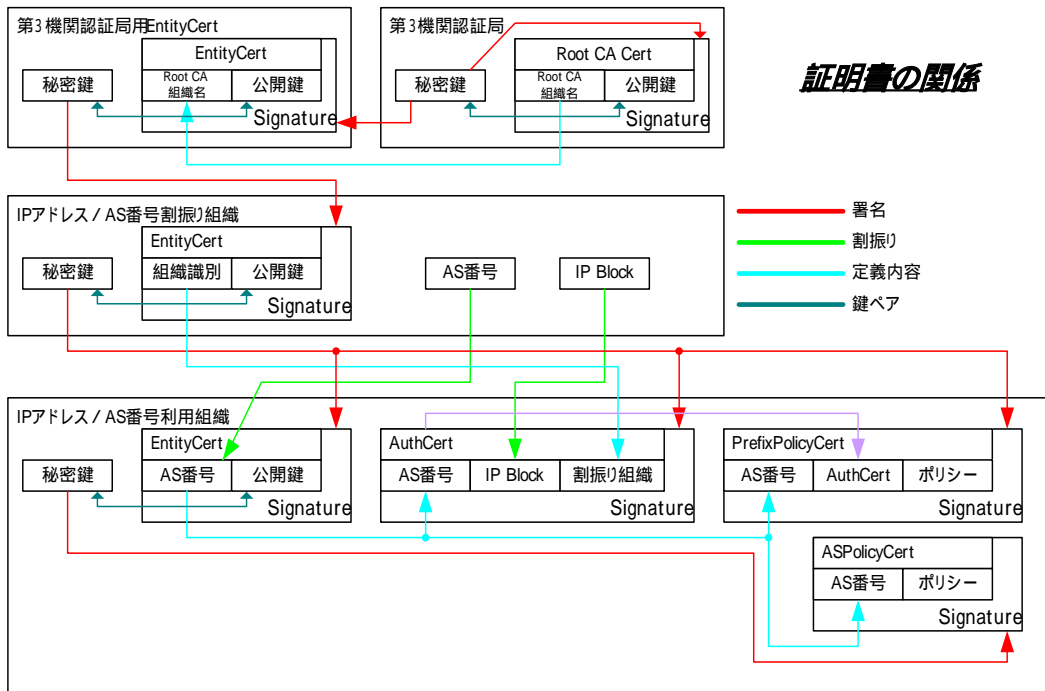 第3機関認証局用EntityCert
EntityCert
秘密鍵
Root CA
組織名
公開鍵
Signature
第3機関認証局
Root CA Cert
秘密鍵
Root CA
組織名
公開鍵
Signature
証明書の関係
IPアドレス / AS番号割振り組織
EntityCert
秘密鍵
組織識別
公開鍵
Signature
AS番号
IP Block
署名
割振り
定義内容
鍵ペア
IPアドレス / AS番号利用組織
EntityCert
秘密鍵
AS番号
公開鍵
Signature
AuthCert
AS番号
IP Block
割振り組織
Signature
PrefixPolicyCert
AS番号
AuthCert
ポリシー
Signature
ASPolicyCert
AS番号
ポリシー
Signature